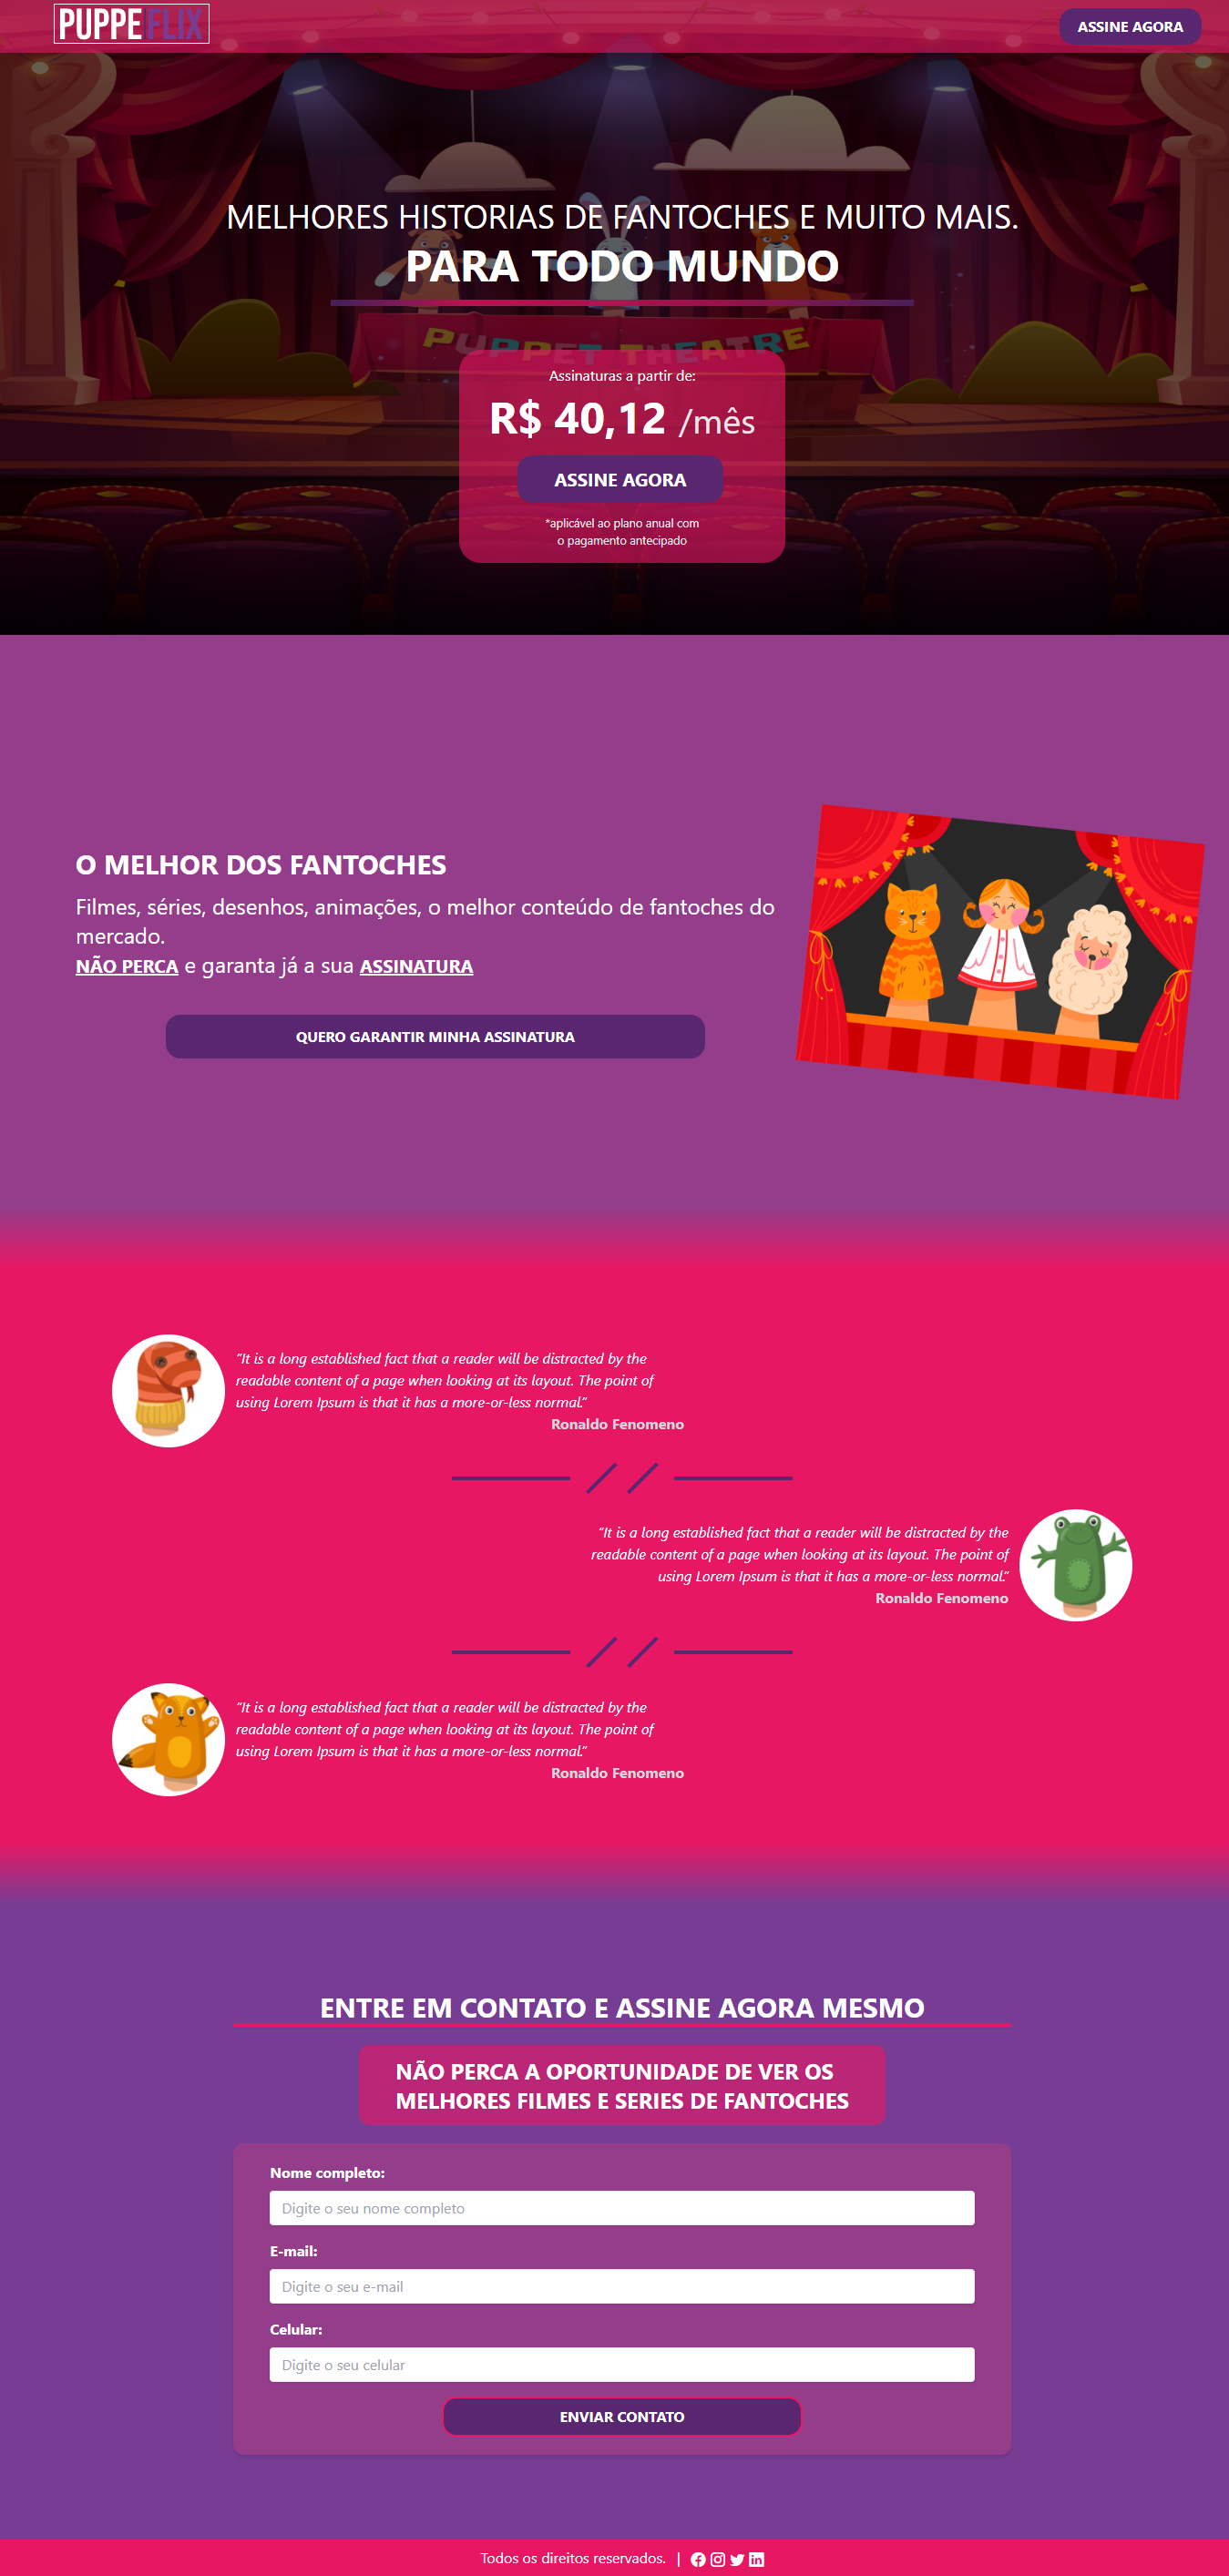 PUPPEFLIX
ASSINE AGORA
MELHORES HISTORIAS DE FANTOCHES E MUITO MAIS.
PARA TODO MUNDO
PUPPET THEATRE
Assinaturas a partir de:
R$ 40,12 /mês
ASSINE AGORA
*aplicável ao plano anual com
o pagamento antecipado
O MELHOR DOS FANTOCHES
Filmes, séries, desenhos, animações, o melhor conteúdo de fantoches do
mercado.
NÃO PERCA e garanta já a sua ASSINATURA
QUERO GARANTIR MINHA ASSINATURA
"It is a long established fact that a reader will be distracted by the
readable content of a page when looking at its layout. The point of
using Lorem Ipsum is that it has a more-or-less normal."
Ronaldo Fenomeno
"It is a long established fact that a reader will be distracted by the
readable content of a page when looking at its layout. The point of
using Lorem Ipsum is that it has a more-or-less normal."
Ronaldo Fenomeno
"It is a long established fact that a reader will be distracted by the
readable content of a page when looking at its layout. The point of
using Lorem Ipsum is that it has a more-or-less normal."
Ronaldo Fenomeno
ENTRE EM CONTATO E ASSINE AGORA MESMO
NÃO PERCA A OPORTUNIDADE DE VER OS
MELHORES FILMES E SERIES DE FANTOCHES
Nome completo:
Digite o seu nome completo
E-mail:
Digite o seu e-mail
Celular:
Digite o seu celular
ENVIAR CONTATO
Todos os direitos reservados. |